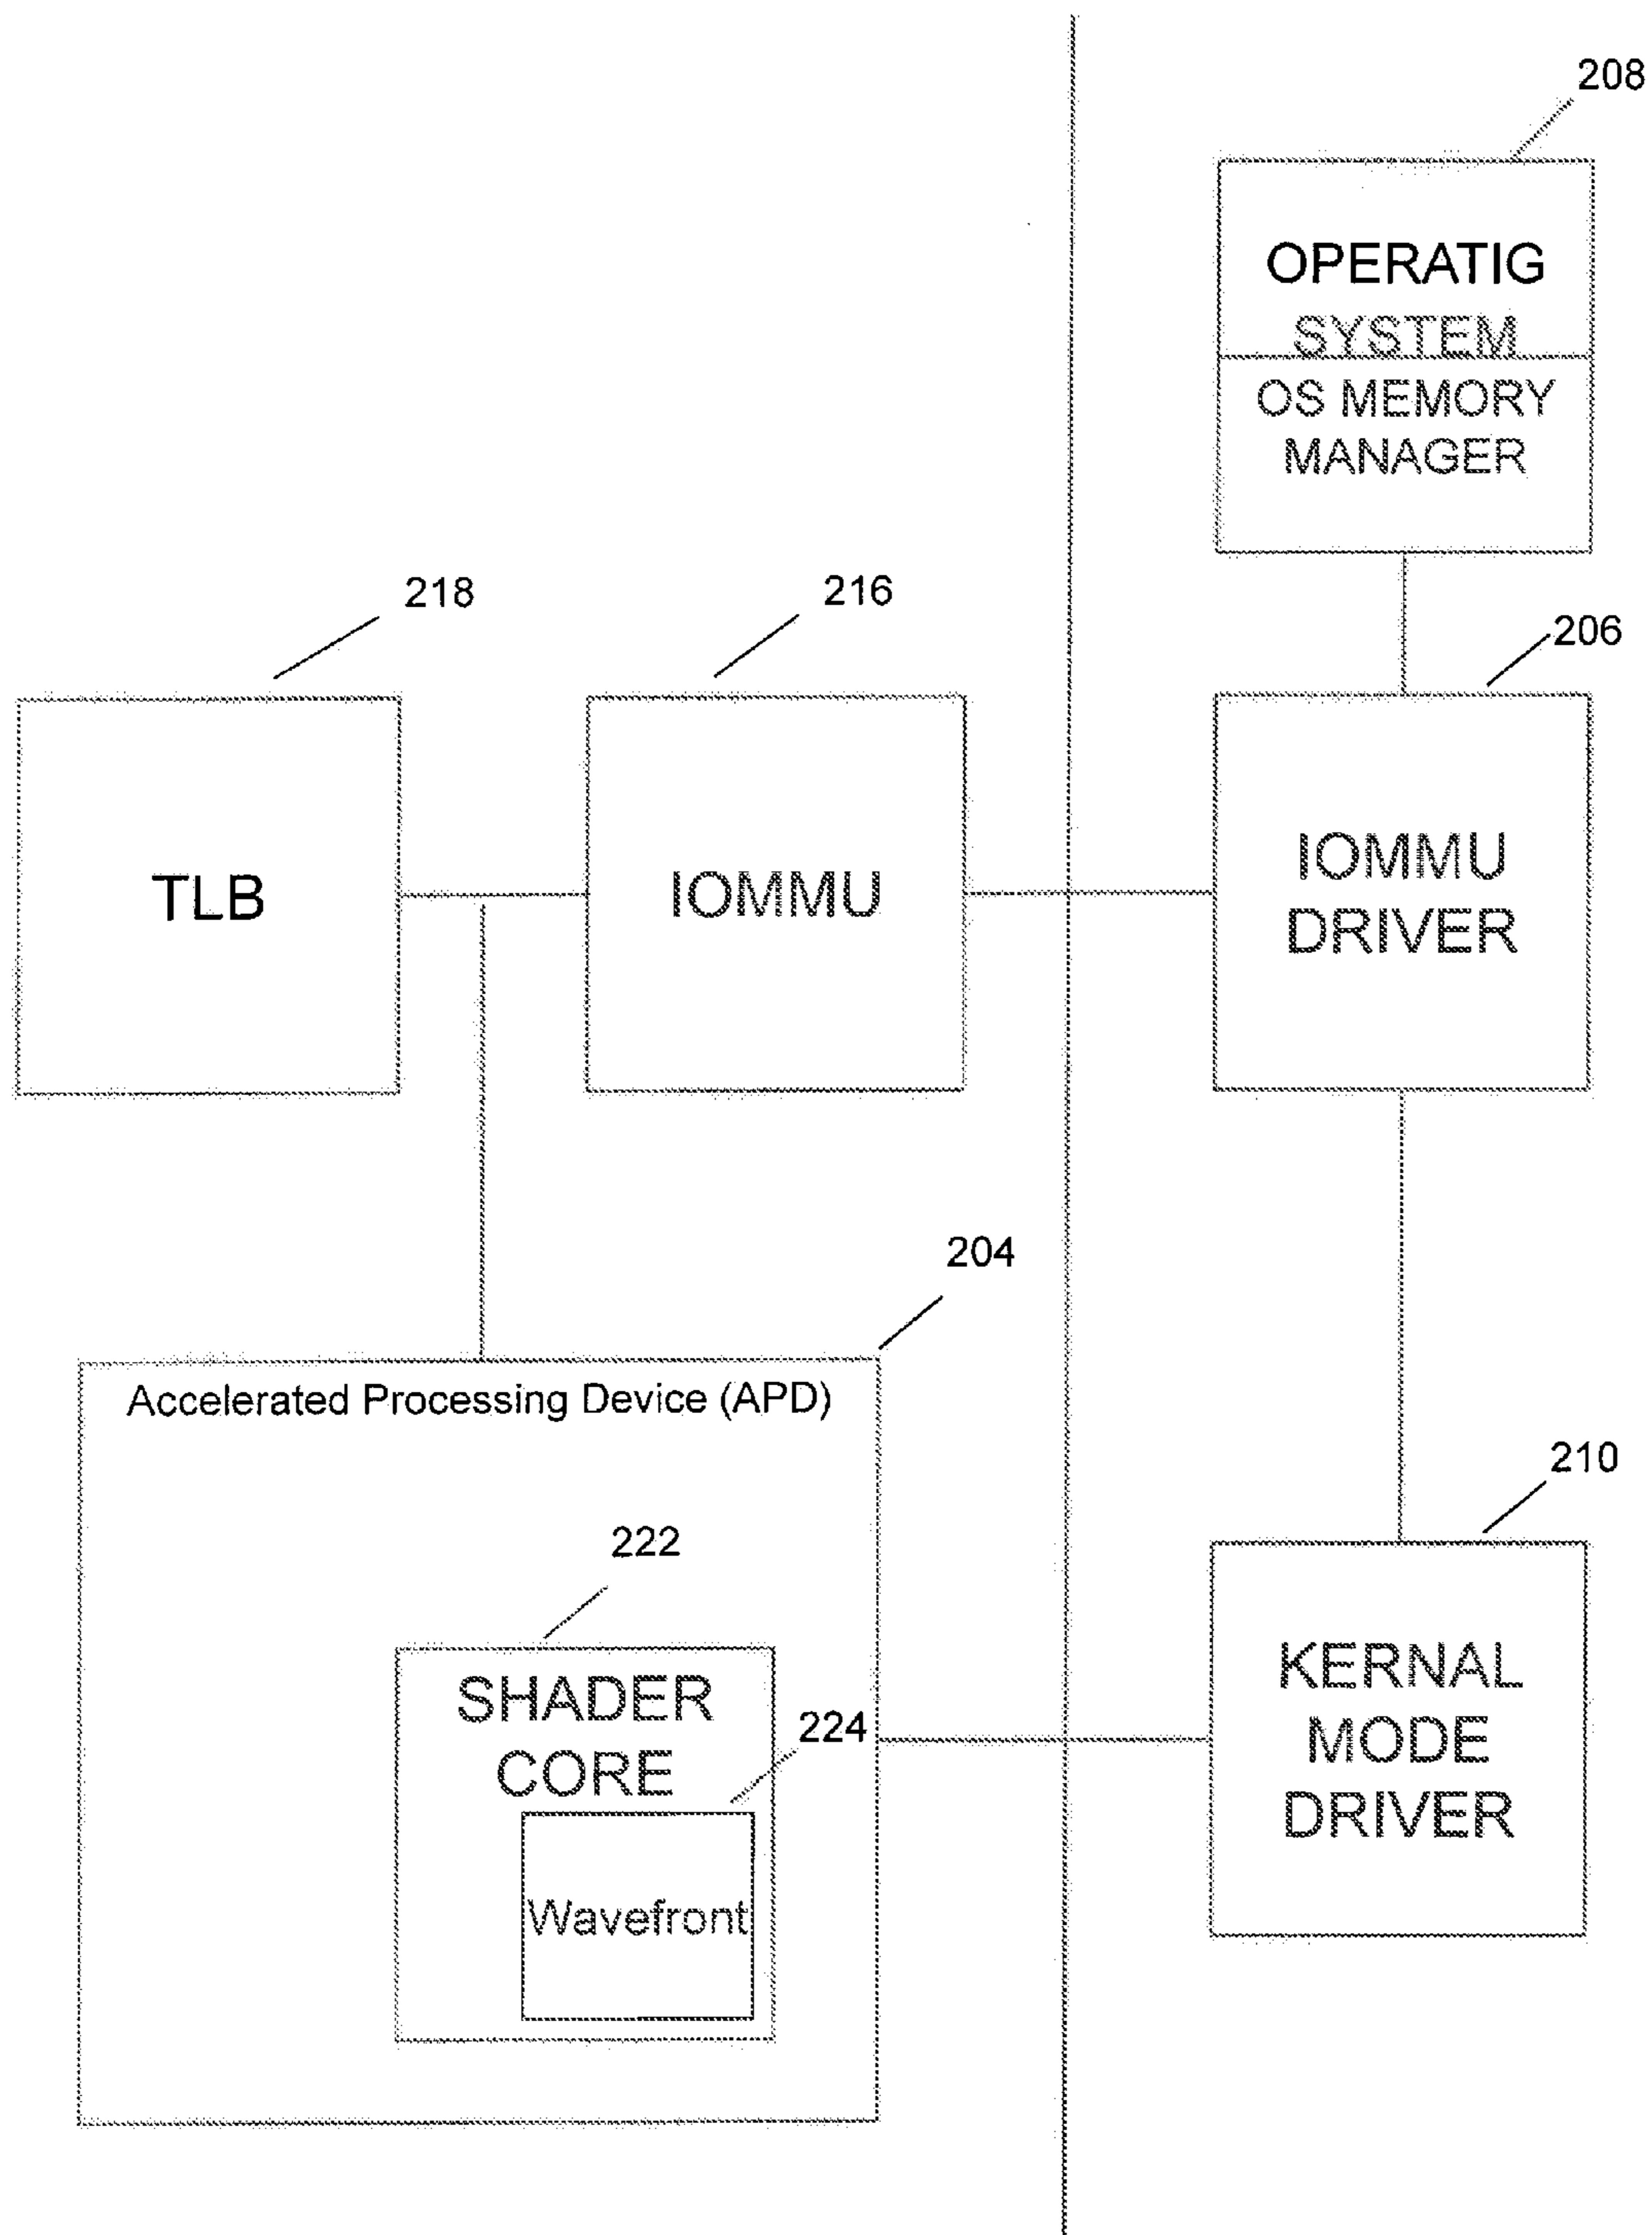 208
OPERATIG
SYSTEM
OS MEMORY
MANAGER
218
216
206
TLB
IOMMU
IOMMU
DRIVER
204
Accelerated Processing Device (APD)
210
222
SHADER
CORE
224
Wavefront
KERNAL
MODE
DRIVER